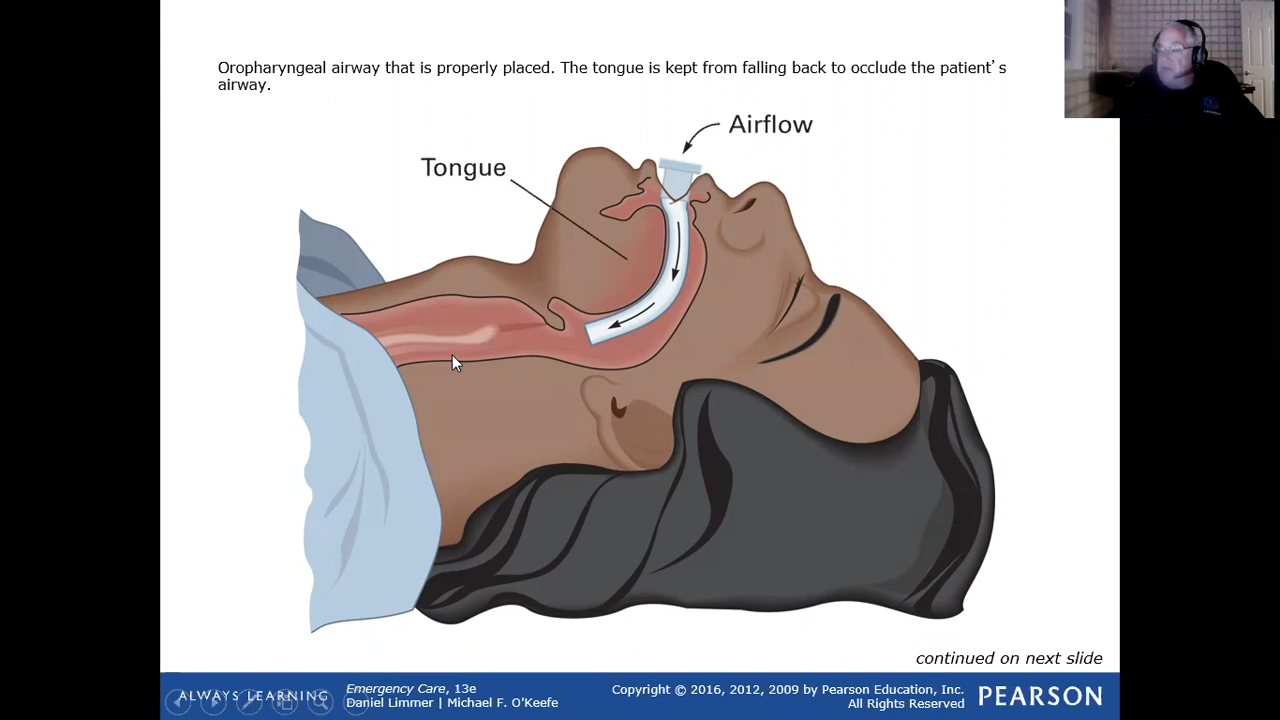 Oropharyngeal airway that is properly placed. The tongue is kept from falling back to occlude the patient’s
airway.
Airflow
Tongue
continued on next slide
ALWAYS LEARNING
Emergency Care, 13e
Daniel Limmer | Michael F. O'Keefe
Copyright © 2016, 2012, 2009 by Pearson Education, Inc.
All Rights Reserved
PEARSON